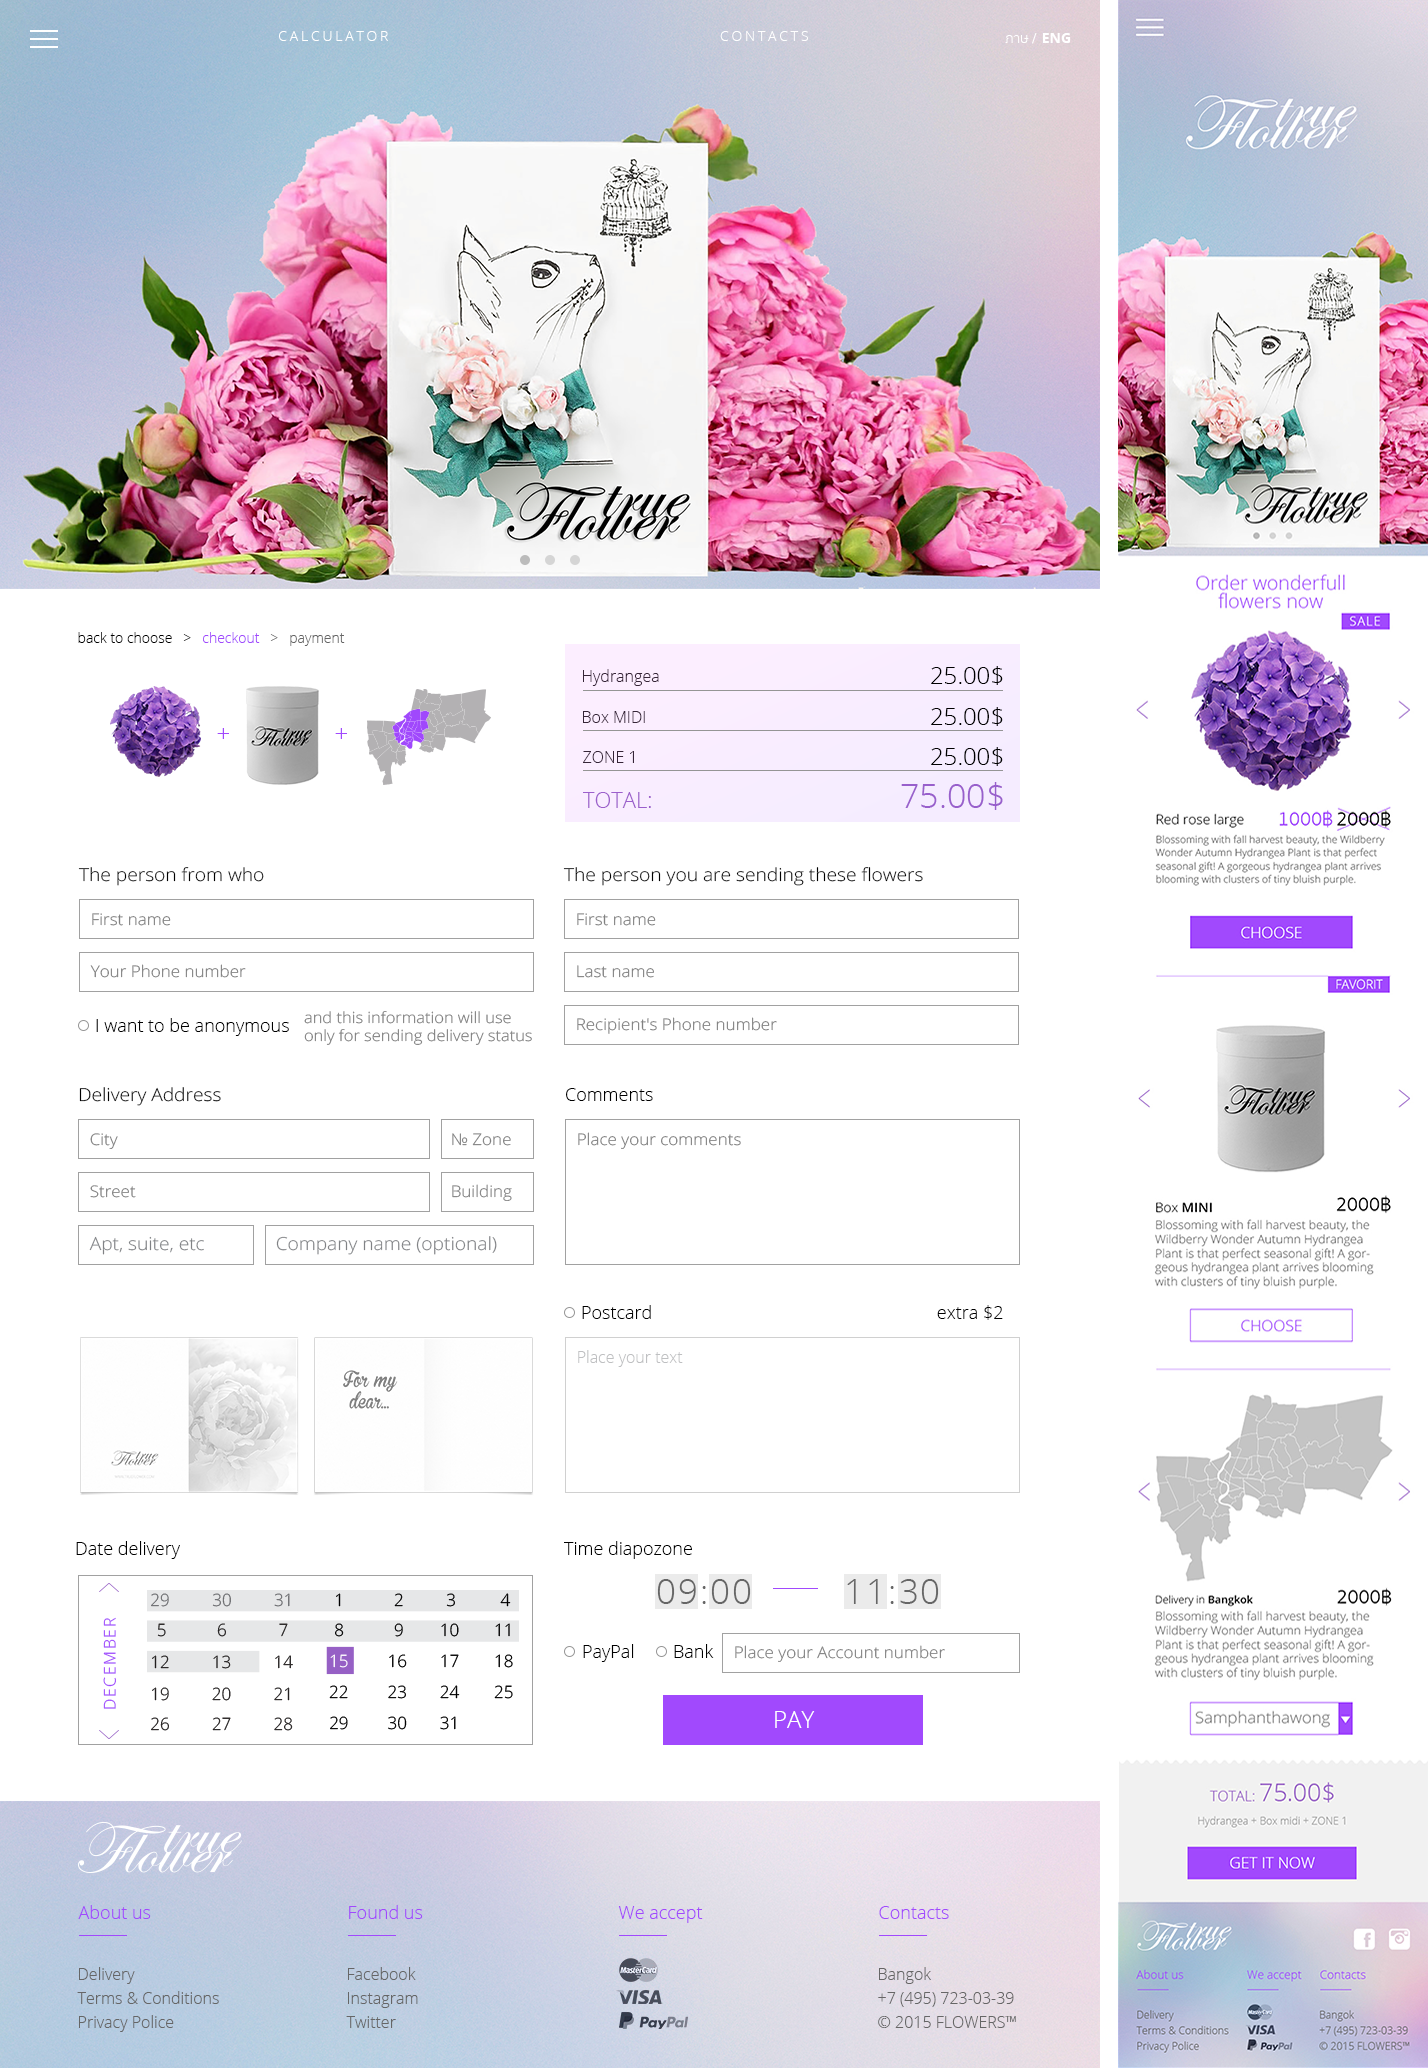 CALCULATOR
CONTACTS
ภาษ / ENG
true
Flower
back to choose > checkout > payment
true
Flower
+
+
Hydrangea 25.00$
Box MIDI 25.00$
ZONE 1 25.00$
TOTAL: 75.00$
The person from who
First name
Your Phone number
I want to be anonymous
and this information will use
only for sending delivery status
The person you are sending these flowers
First name
Last name
Recipient's Phone number
Delivery Address
City
№ Zone
Street
Building
Apt, suite, etc
Company name (optional)
Comments
Place your comments
Postcard
extra $2
Place your text
true
Flower
For my
dear...
Date delivery
DECEMBER
29 30 31 1 2 3 4
5 6 7 8 9 10 11
12 13 14 15 16 17 18
19 20 21 22 23 24 25
26 27 28 29 30 31
Time diapozone
09:00 — 11:30
PayPal
Bank
Place your Account number
PAY
true
Flower
About us
Delivery
Terms & Conditions
Privacy Police
Found us
Facebook
Instagram
Twitter
We accept
MasterCard
VISA
PayPal
Contacts
Bangok
+7 (495) 723-03-39
© 2015 FLOWERS™
true
Flower
true
Flower
Order wonderfull
flowers now
SALE
Red rose large 1000฿ 2000฿
Blossoming with fall harvest beauty, the Wildberry
Wonder Autumn Hydrangea Plant is that perfect
seasonal gift! A gorgeous hydrangea plant arrives
blooming with clusters of tiny bluish purple.
CHOOSE
FAVORIT
true
Flower
Box MINI 2000฿
Blossoming with fall harvest beauty, the
Wildberry Wonder Autumn Hydrangea
Plant is that perfect seasonal gift! A gor-
geous hydrangea plant arrives blooming
with clusters of tiny bluish purple.
CHOOSE
Delivery in Bangkok 2000฿
Blossoming with fall harvest beauty, the
Wildberry Wonder Autumn Hydrangea
Plant is that perfect seasonal gift! A gor-
geous hydrangea plant arrives blooming
with clusters of tiny bluish purple.
Samphanthawong
TOTAL: 75.00$
Hydrangea + Box midi + ZONE 1
GET IT NOW
true
Flower
About us
Delivery
Terms & Conditions
Privacy Police
We accept
MasterCard
VISA
PayPal
Contacts
Bangok
+7 (495) 723-03-39
© 2015 FLOWERS™